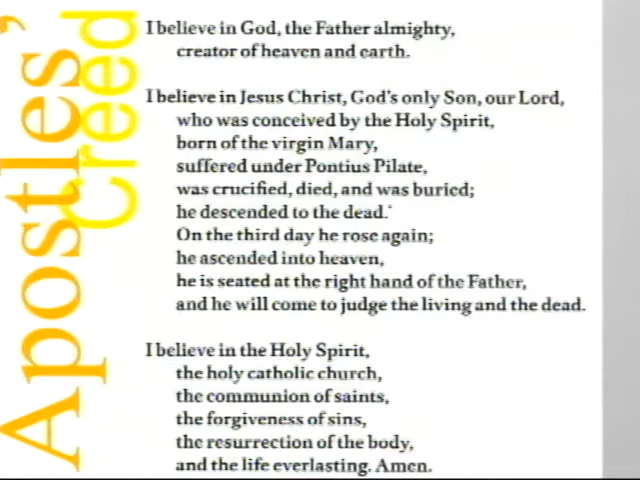 Apostles'
Creed
I believe in God, the Father almighty,
creator of heaven and earth.
I believe in Jesus Christ, God's only Son, our Lord,
who was conceived by the Holy Spirit,
born of the virgin Mary,
suffered under Pontius Pilate,
was crucified, died, and was buried;
he descended to the dead.*
On the third day he rose again;
he ascended into heaven,
he is seated at the right hand of the Father,
and he will come to judge the living and the dead.
I believe in the Holy Spirit,
the holy catholic church,
the communion of saints,
the forgiveness of sins,
the resurrection of the body,
and the life everlasting. Amen.